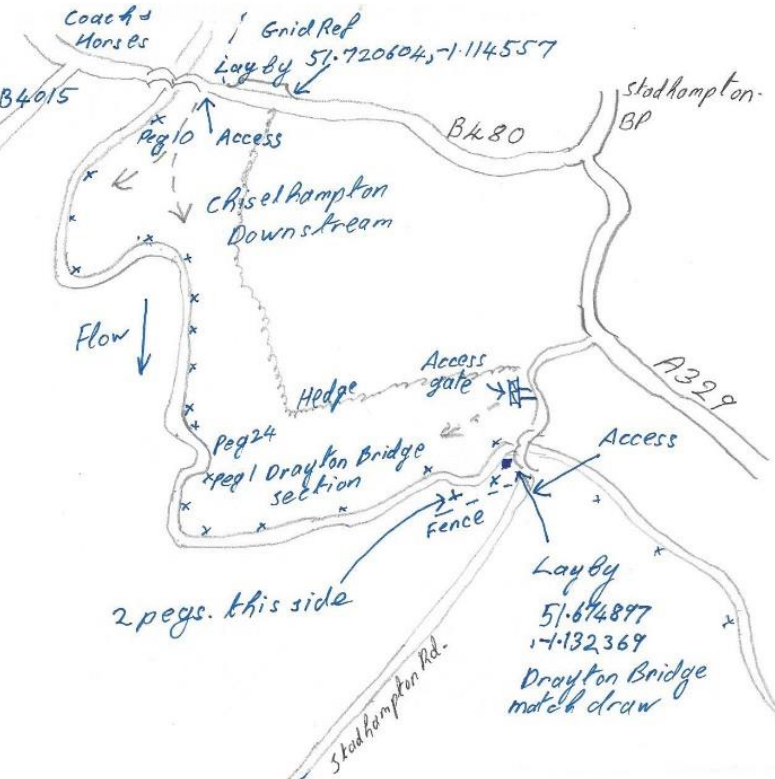 Coach &
Horses
Grid Ref
Lay by 51.720604,-1.114557
B4015
Stadhampton-
BP
B480
Peg 10
Access
Chiselhampton
Downstream
Flow
Hedge
Access
gate
A329
Peg 24
Peg 1 Drayton Bridge
section
Access
Fence
2 pegs. this side
Lay by
51.674897
,-1.132369
Drayton Bridge
match draw
Stadhampton Rd.